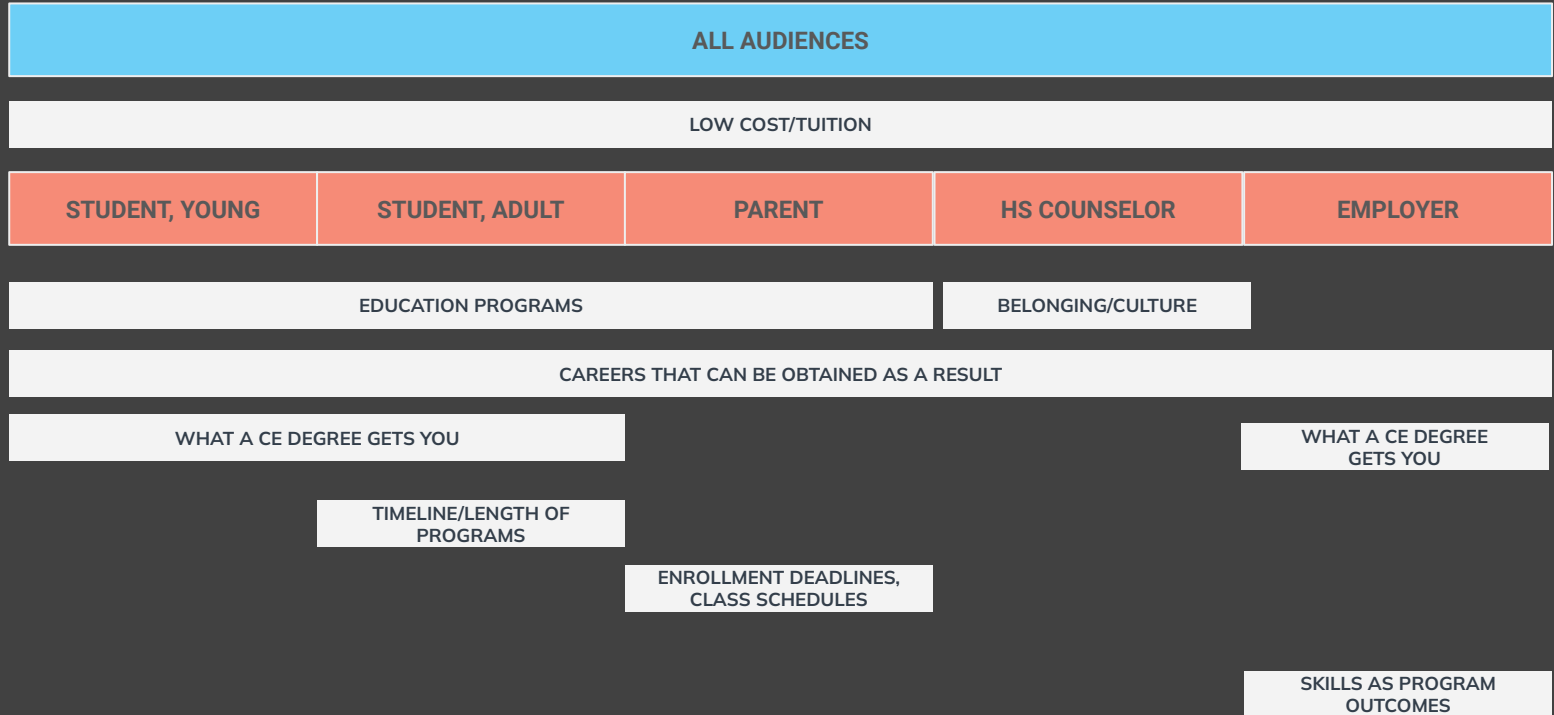 ALL AUDIENCES
LOW COST/TUITION
STUDENT, YOUNG
STUDENT, ADULT
PARENT
HS COUNSELOR
EMPLOYER
EDUCATION PROGRAMS
BELONGING/CULTURE
CAREERS THAT CAN BE OBTAINED AS A RESULT
WHAT A CE DEGREE GETS YOU
WHAT A CE DEGREE
GETS YOU
TIMELINE/LENGTH OF
PROGRAMS
ENROLLMENT DEADLINES,
CLASS SCHEDULES
SKILLS AS PROGRAM
OUTCOMES